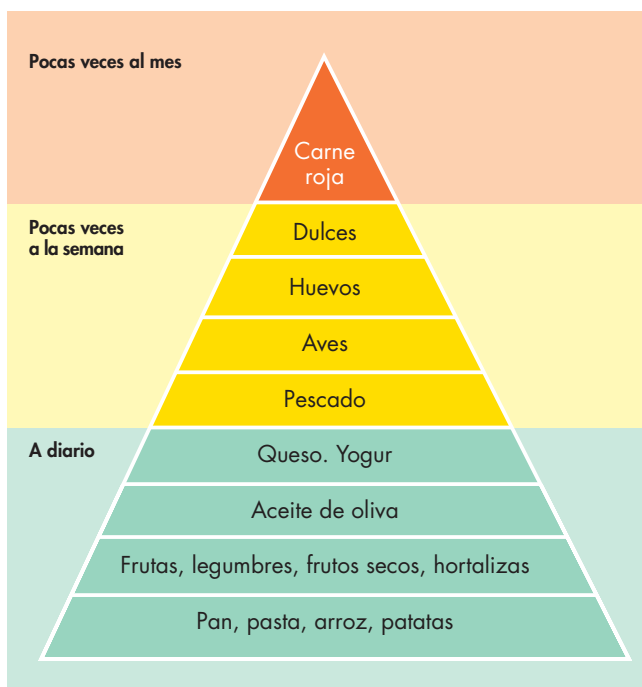 Pocas veces al mes
Carne
roja
Pocas veces
a la semana
Dulces
Huevos
Aves
Pescado
A diario
Queso. Yogur
Aceite de oliva
Frutas, legumbres, frutos secos, hortalizas
Pan, pasta, arroz, patatas